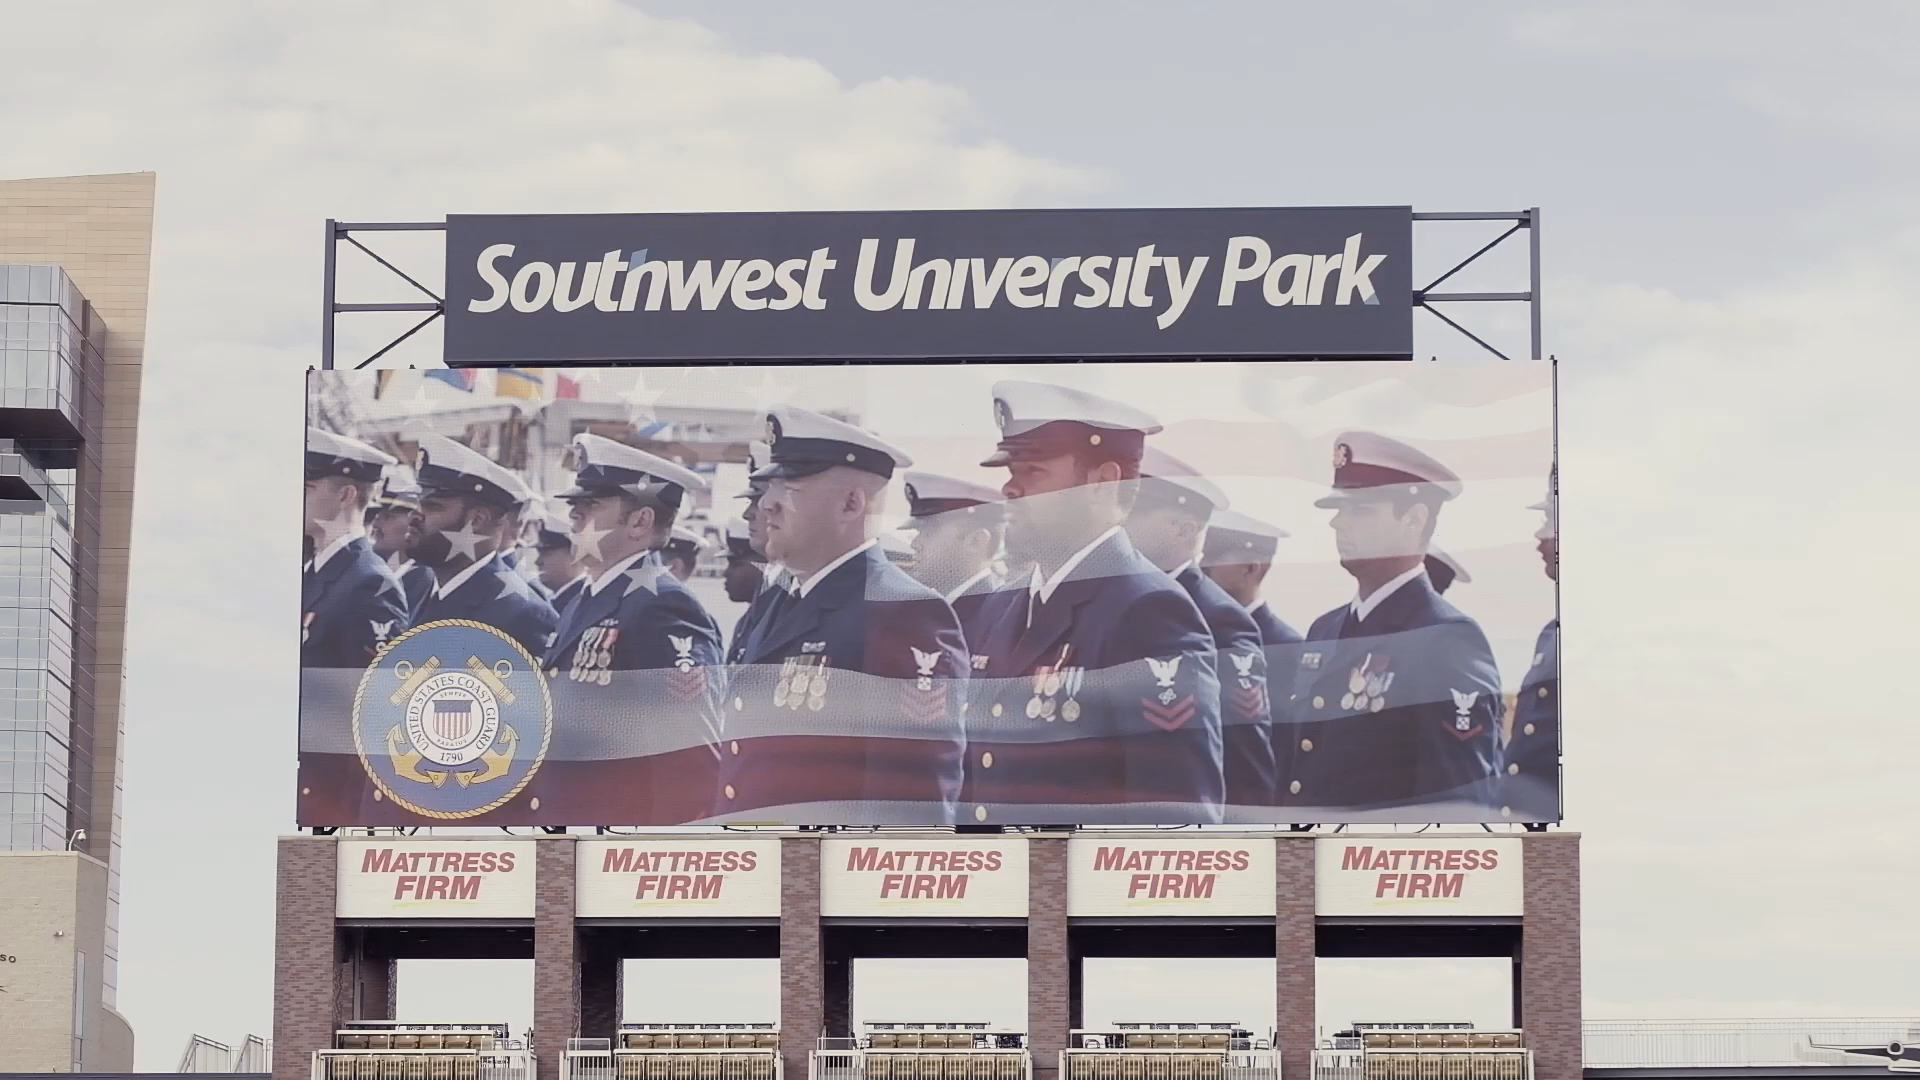 Southwest University Park
UNITED STATES COAST GUARD
SEMPER
PARATUS
1790
MATTRESS
FIRM
MATTRESS
FIRM
MATTRESS
FIRM
MATTRESS
FIRM
MATTRESS
FIRM
so